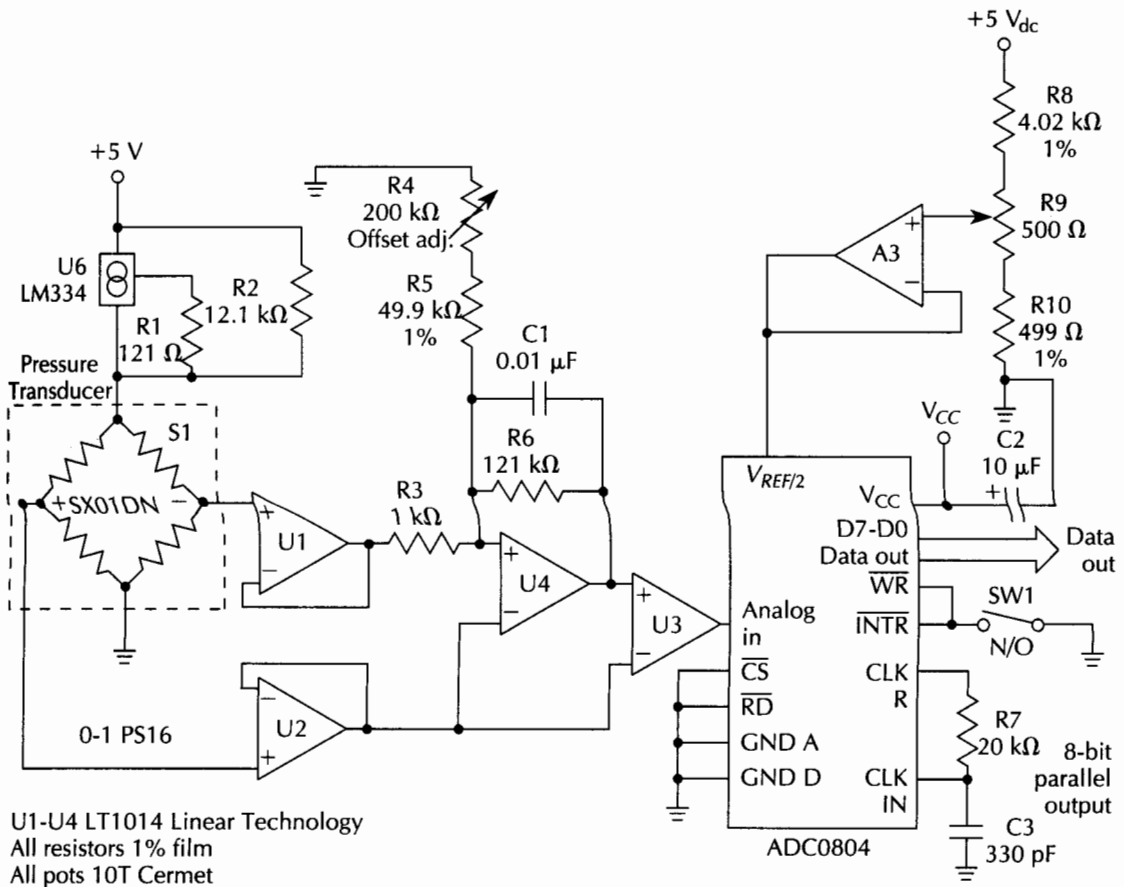 +5 Vdc
R8
4.02 kΩ
1%
+5 V
R4
200 kΩ
Offset adj.
R9
500 Ω
A3
+
−
U6
LM334
R2
12.1 kΩ
R5
49.9 kΩ
1%
R10
499 Ω
1%
R1
121 Ω
C1
0.01 µF
Pressure
Transducer
S1
VCC
C2
10 µF
+
R6
121 kΩ
VREF/2
VCC
+SX01DN −
R3
1 kΩ
D7-D0
Data out
Data
out
+
U1
−
+
U4
−
WR
SW1
+
U3
−
Analog
in
INTR
N/O
CS
CLK
R
RD
−
U2
+
0-1 PS16
R7
20 kΩ
GND A
8-bit
parallel
output
GND D
CLK
IN
U1-U4 LT1014 Linear Technology
All resistors 1% film
All pots 10T Cermet
ADC0804
C3
330 pF